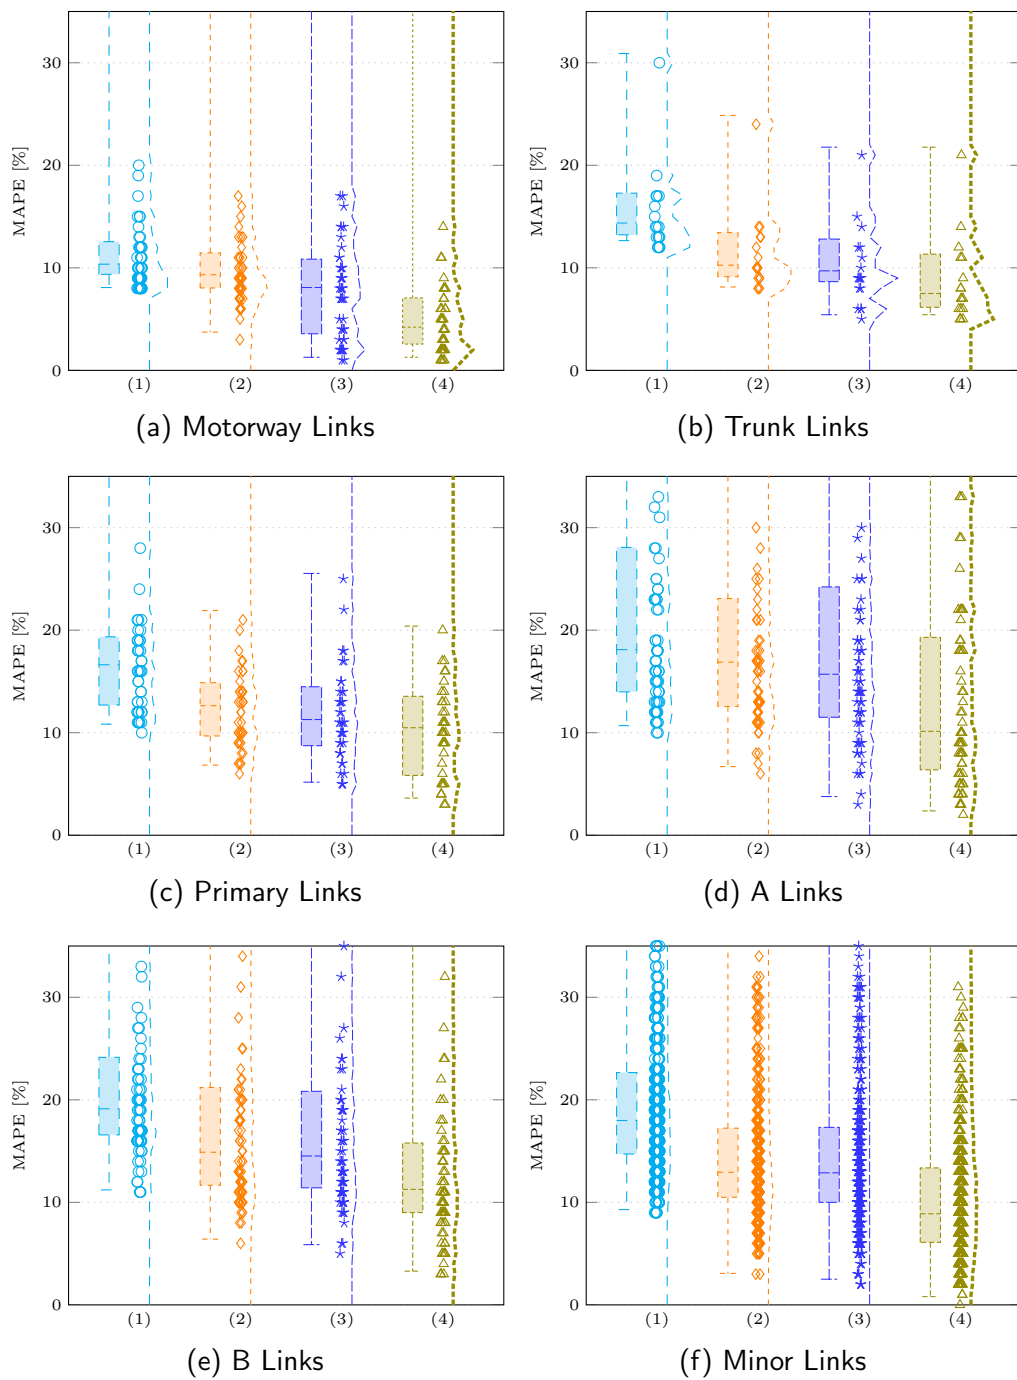 30
20
10
0
MAPE [%]
(1) (2) (3) (4)
(a) Motorway Links
30
20
10
0
MAPE [%]
(1) (2) (3) (4)
(b) Trunk Links
30
20
10
0
MAPE [%]
(1) (2) (3) (4)
(c) Primary Links
30
20
10
0
MAPE [%]
(1) (2) (3) (4)
(d) A Links
30
20
10
0
MAPE [%]
(1) (2) (3) (4)
(e) B Links
30
20
10
0
MAPE [%]
(1) (2) (3) (4)
(f) Minor Links